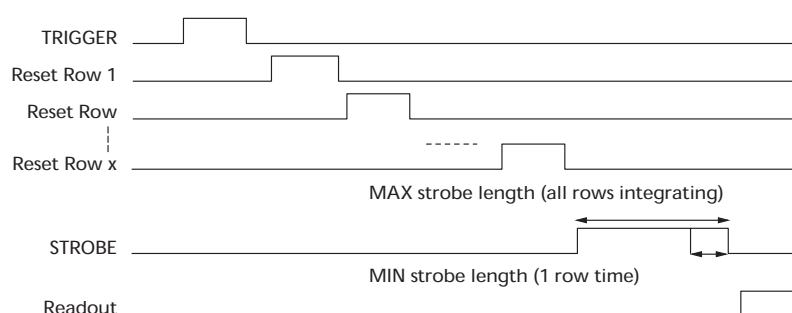 TRIGGER
Reset Row 1
Reset Row
Reset Row x
MAX strobe length (all rows integrating)
STROBE
MIN strobe length (1 row time)
Readout